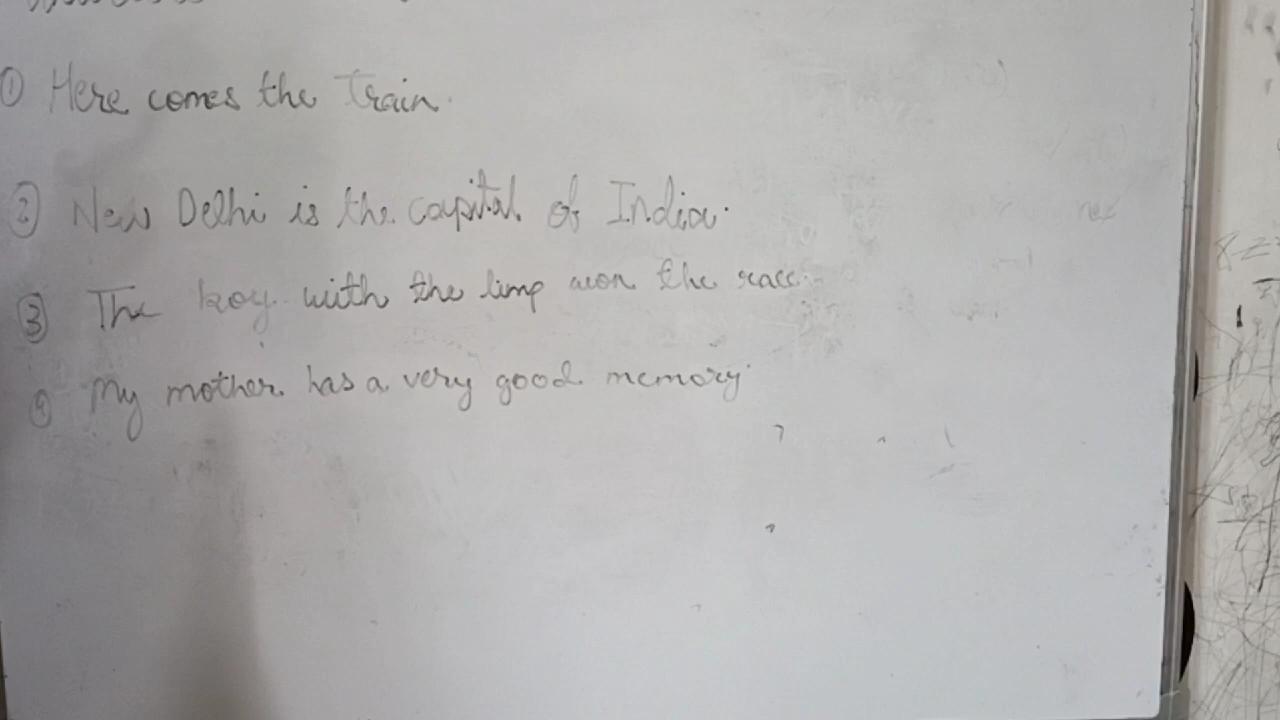 ① Here comes the Train.
② New Delhi is the capital of India.
③ The boy with the limp won the race.
④ My mother has a very good memory.